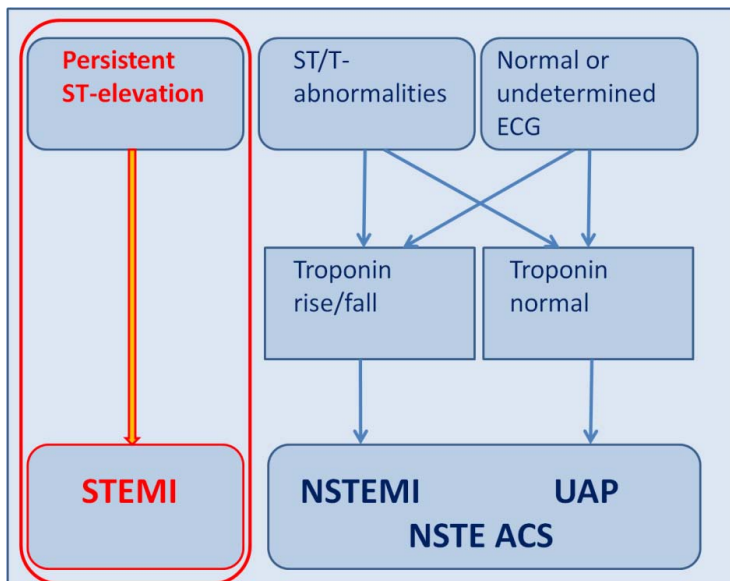 Persistent
ST-elevation
ST/T-
abnormalities
Normal or
undetermined
ECG
Troponin
rise/fall
Troponin
normal
STEMI
NSTEMI UAP
NSTE ACS